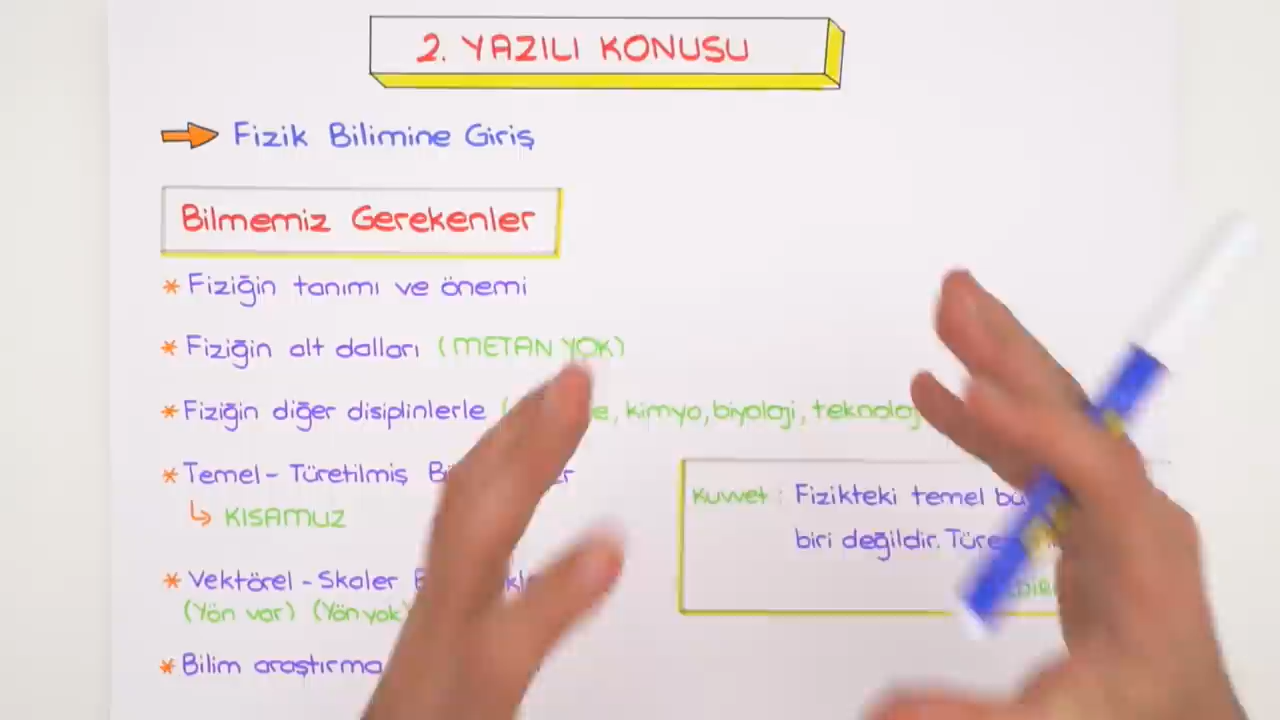 2. YAZILI KONUSU
Fizik Bilimine Giriş
Bilmemiz Gerekenler
* Fiziğin tanımı ve önemi
* Fiziğin alt dalları (METAN YOK)
* Fiziğin diğer disiplinlerle kimya, biyoloji,
* Temel - Türetilmiş
KISAMUZ
* Vektörel - Skaler
(Yön var) (Yön yok)
* Bilim
Kuvvet : Fizikteki temel
biri değildir.